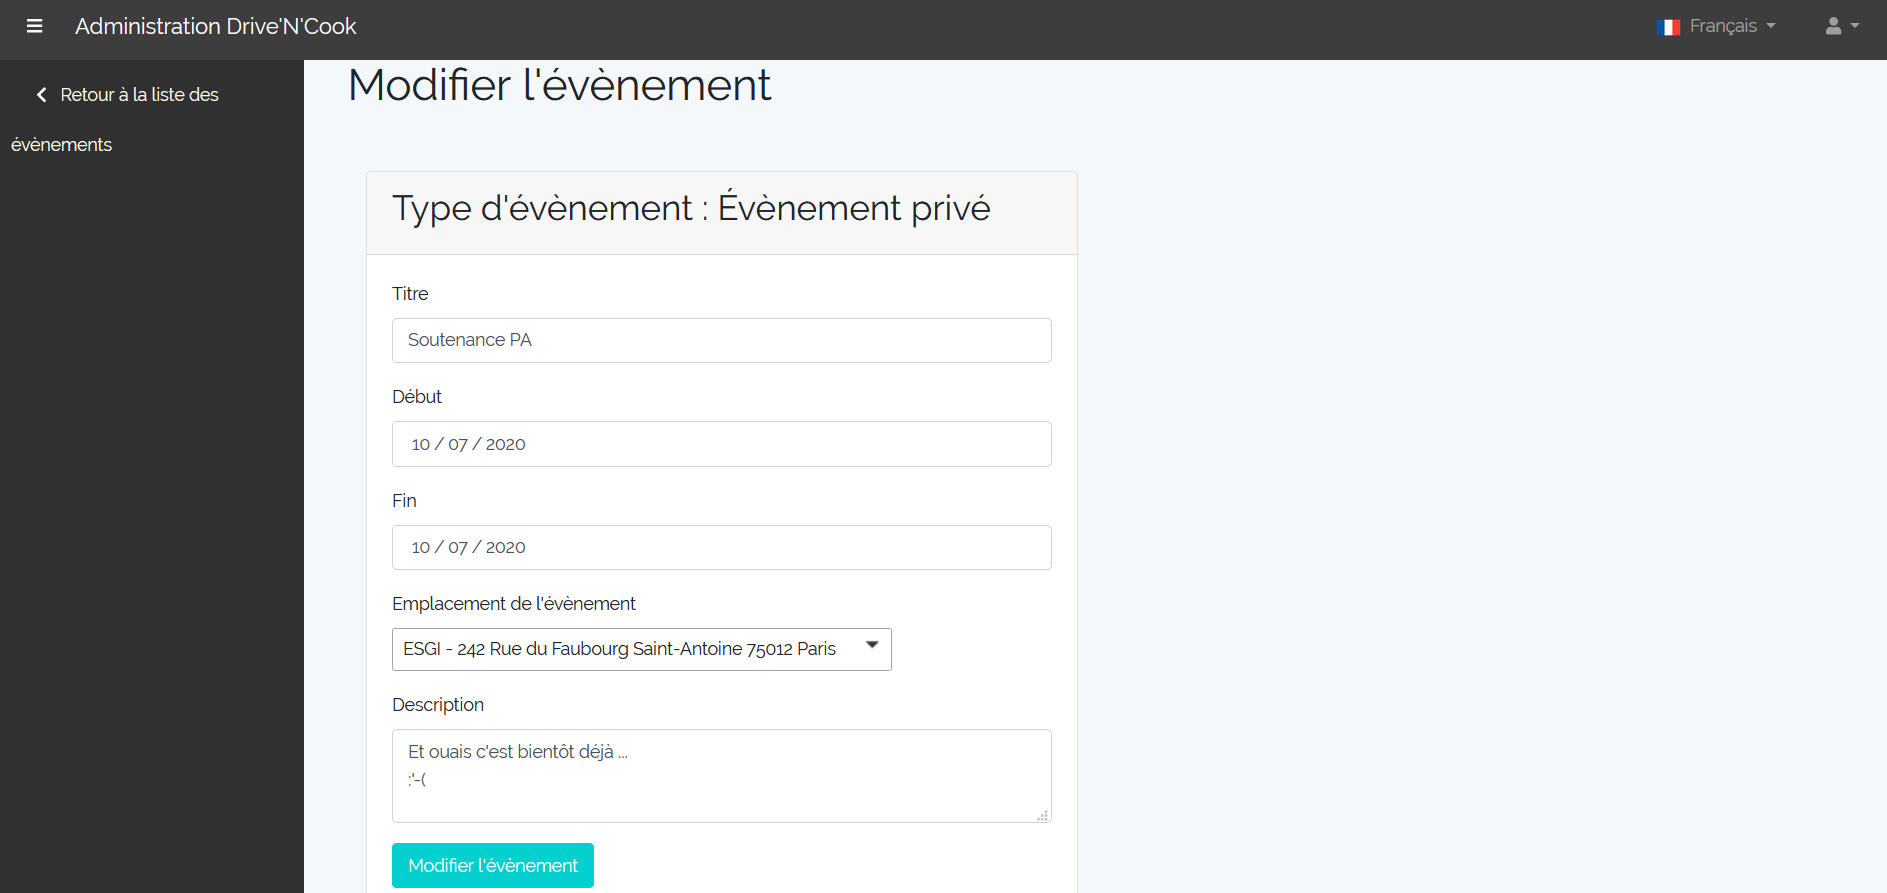 Administration Drive'N'Cook
Français
Retour à la liste des
évènements
Modifier l'évènement
Type d'évènement : Évènement privé
Titre
Soutenance PA
Début
10 / 07 / 2020
Fin
10 / 07 / 2020
Emplacement de l'évènement
ESGI - 242 Rue du Faubourg Saint-Antoine 75012 Paris
Description
Et ouais c'est bientôt déjà ...
:'-(
Modifier l'évènement